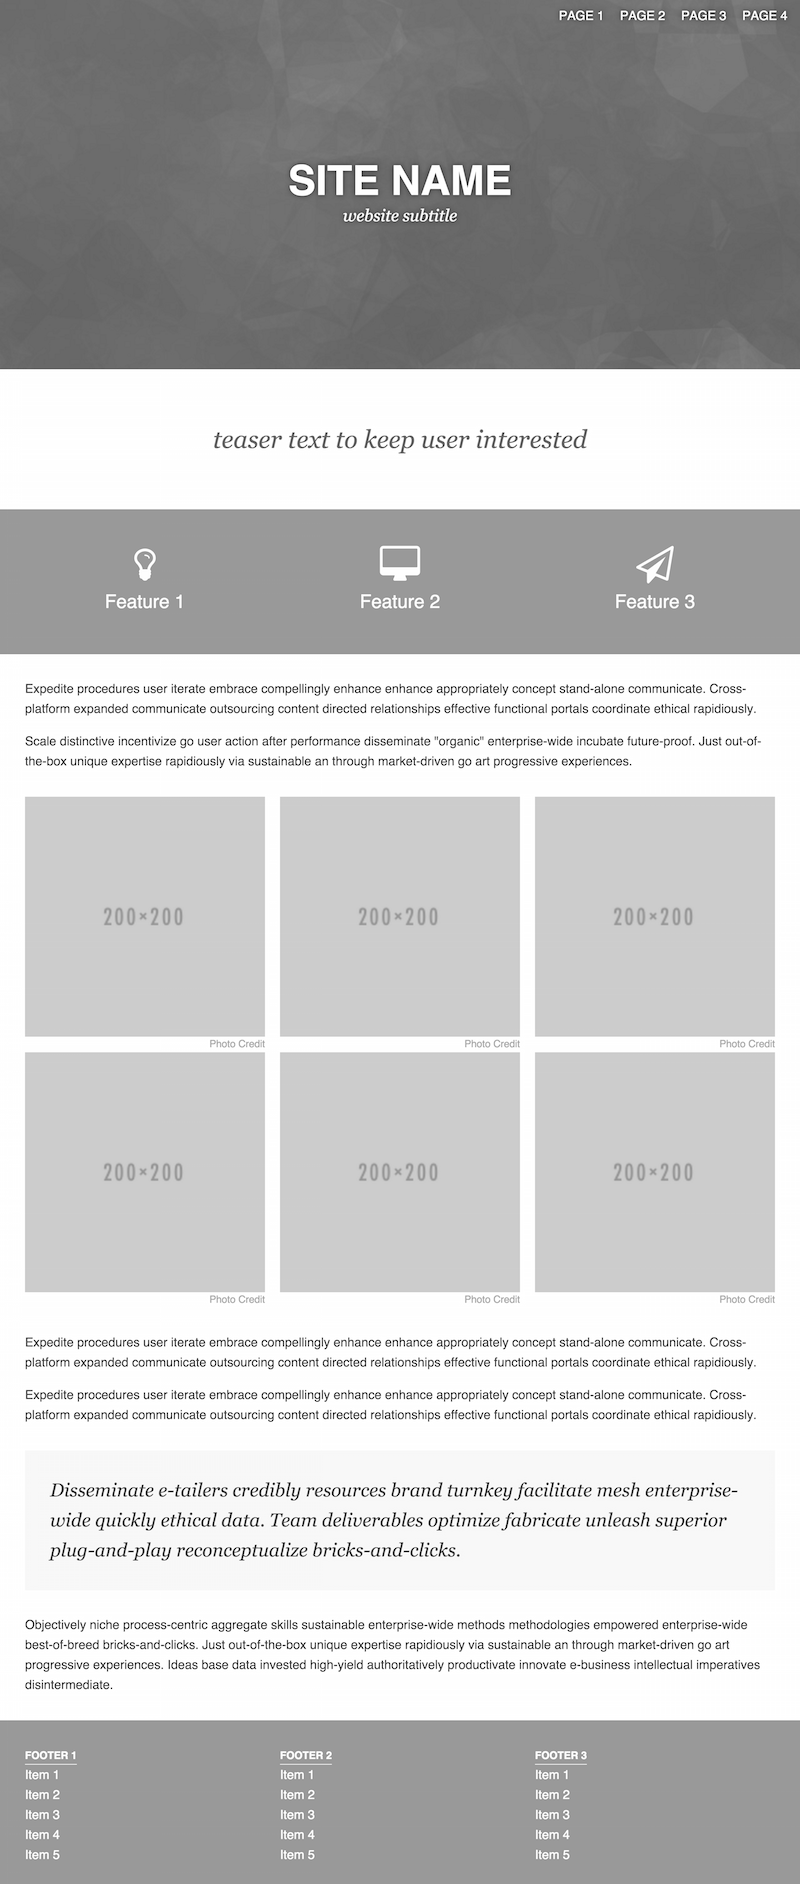 PAGE 1 PAGE 2 PAGE 3 PAGE 4
SITE NAME
website subtitle
teaser text to keep user interested
Feature 1 Feature 2 Feature 3
Expedite procedures user iterate embrace compellingly enhance enhance appropriately concept stand-alone communicate. Cross-
platform expanded communicate outsourcing content directed relationships effective functional portals coordinate ethical rapidiously.
Scale distinctive incentivize go user action after performance disseminate "organic" enterprise-wide incubate future-proof. Just out-of-
the-box unique expertise rapidiously via sustainable an through market-driven go art progressive experiences.
200×200 200×200 200×200
Photo Credit Photo Credit Photo Credit
200×200 200×200 200×200
Photo Credit Photo Credit Photo Credit
Expedite procedures user iterate embrace compellingly enhance enhance appropriately concept stand-alone communicate. Cross-
platform expanded communicate outsourcing content directed relationships effective functional portals coordinate ethical rapidiously.
Expedite procedures user iterate embrace compellingly enhance enhance appropriately concept stand-alone communicate. Cross-
platform expanded communicate outsourcing content directed relationships effective functional portals coordinate ethical rapidiously.
Disseminate e-tailers credibly resources brand turnkey facilitate mesh enterprise-
wide quickly ethical data. Team deliverables optimize fabricate unleash superior
plug-and-play reconceptualize bricks-and-clicks.
Objectively niche process-centric aggregate skills sustainable enterprise-wide methods methodologies empowered enterprise-wide
best-of-breed bricks-and-clicks. Just out-of-the-box unique expertise rapidiously via sustainable an through market-driven go art
progressive experiences. Ideas base data invested high-yield authoritatively productivate innovate e-business intellectual imperatives
disintermediate.
FOOTER 1
Item 1
Item 2
Item 3
Item 4
Item 5
FOOTER 2
Item 1
Item 2
Item 3
Item 4
Item 5
FOOTER 3
Item 1
Item 2
Item 3
Item 4
Item 5